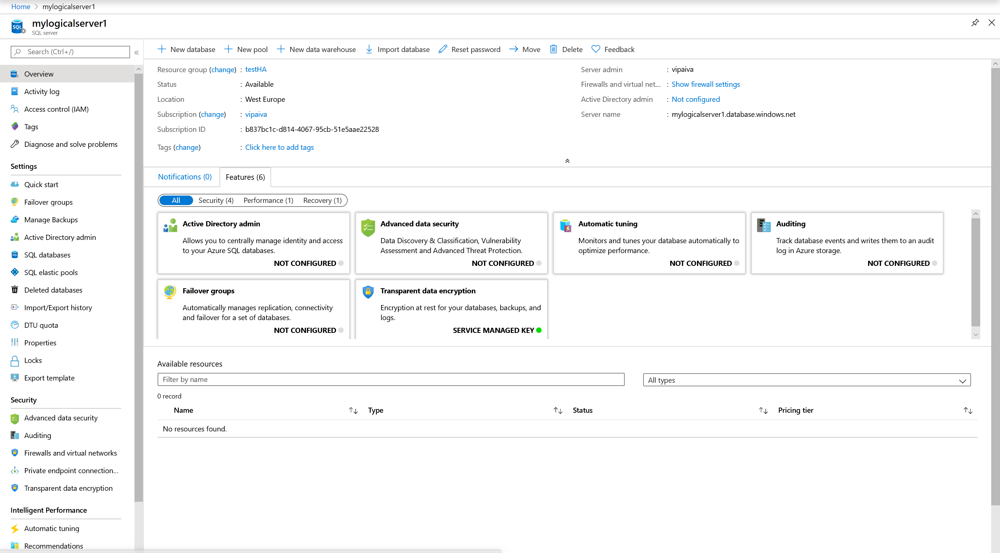 Home > mylogicalserver1
SQL
mylogicalserver1
SQL server
Search (Ctrl+/)
«
Overview
Activity log
Access control (IAM)
Tags
Diagnose and solve problems
Settings
Quick start
Failover groups
Manage Backups
Active Directory admin
SQL databases
SQL elastic pools
Deleted databases
Import/Export history
DTU quota
Properties
Locks
Export template
Security
Advanced data security
Auditing
Firewalls and virtual networks
Private endpoint connection...
Transparent data encryption
Intelligent Performance
Automatic tuning
Recommendations
New database
New pool
New data warehouse
Import database
Reset password
Move
Delete
Feedback
Resource group (change) : testHA
Status : Available
Location : West Europe
Subscription (change) : vipaiva
Subscription ID : b837bc1c-d814-4067-95cb-51e5aae22528
Tags (change) : Click here to add tags
Server admin : vipaiva
Firewalls and virtual net... : Show firewall settings
Active Directory admin : Not configured
Server name : mylogicalserver1.database.windows.net
Notifications (0)
Features (6)
All
Security (4)
Performance (1)
Recovery (1)
Active Directory admin
Allows you to centrally manage identity and access
to your Azure SQL databases.
NOT CONFIGURED
Advanced data security
Data Discovery & Classification, Vulnerability
Assessment and Advanced Threat Protection.
NOT CONFIGURED
Automatic tuning
Monitors and tunes your database automatically to
optimize performance.
NOT CONFIGURED
Auditing
Track database events and writes them to an audit
log in Azure storage.
NOT CONFIGURED
Failover groups
Automatically manages replication, connectivity
and failover for a set of databases.
NOT CONFIGURED
Transparent data encryption
Encryption at rest for your databases, backups, and
logs.
SERVICE MANAGED KEY
Available resources
Filter by name
All types
0 record
Name
Type
Status
Pricing tier
No resources found.